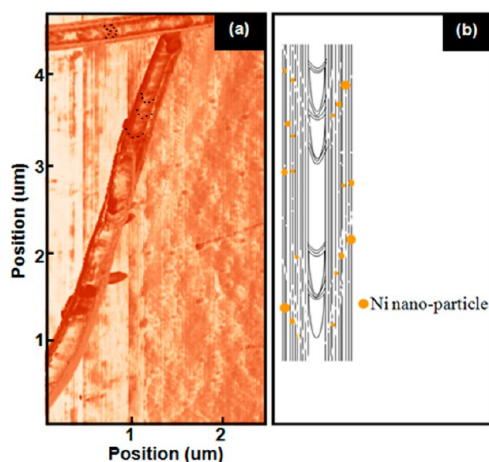 (a)
(b)
4
3
2
1
Position (um)
1
2
Position (um)
Ni nano-particle